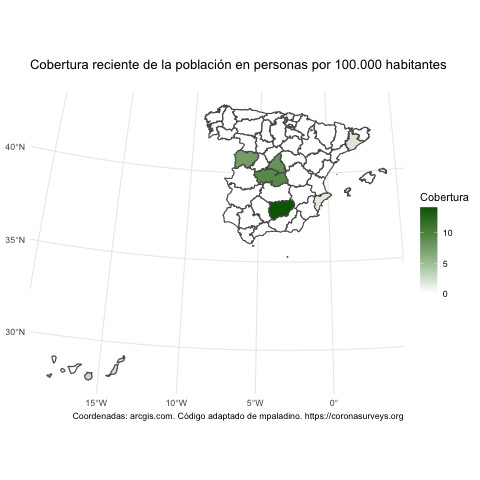 Cobertura reciente de la población en personas por 100.000 habitantes
40°N
35°N
30°N
15°W
10°W
5°W
0°
Cobertura
10
5
0
Coordenadas: arcgis.com. Código adaptado de mpaladino. https://coronasurveys.org